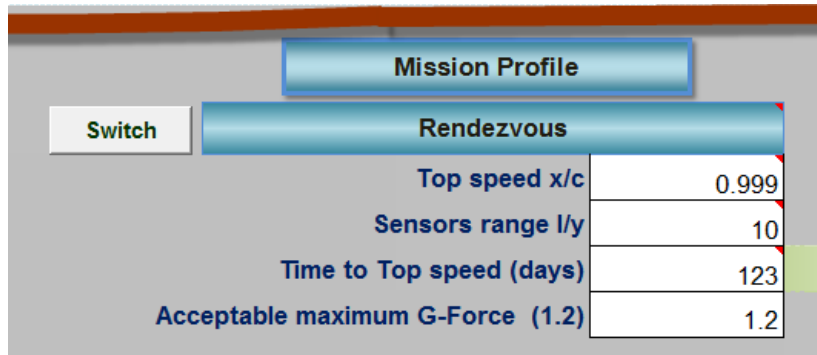 Mission Profile
Switch Rendezvous
Top speed x/c 0.999
Sensors range l/y 10
Time to Top speed (days) 123
Acceptable maximum G-Force (1.2) 1.2